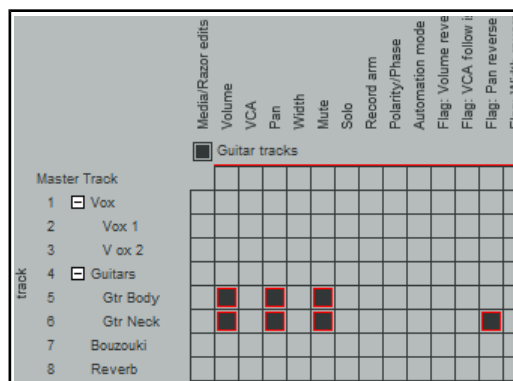 Media/Razor edits
Volume
VCA
Pan
Width
Mute
Solo
Record arm
Polarity/Phase
Automation mode
Flag: Volume reve
Flag: VCA follow i
Flag: Pan reverse
Guitar tracks
Master Track
track
1 Vox
2 Vox 1
3 V ox 2
4 Guitars
5 Gtr Body
6 Gtr Neck
7 Bouzouki
8 Reverb